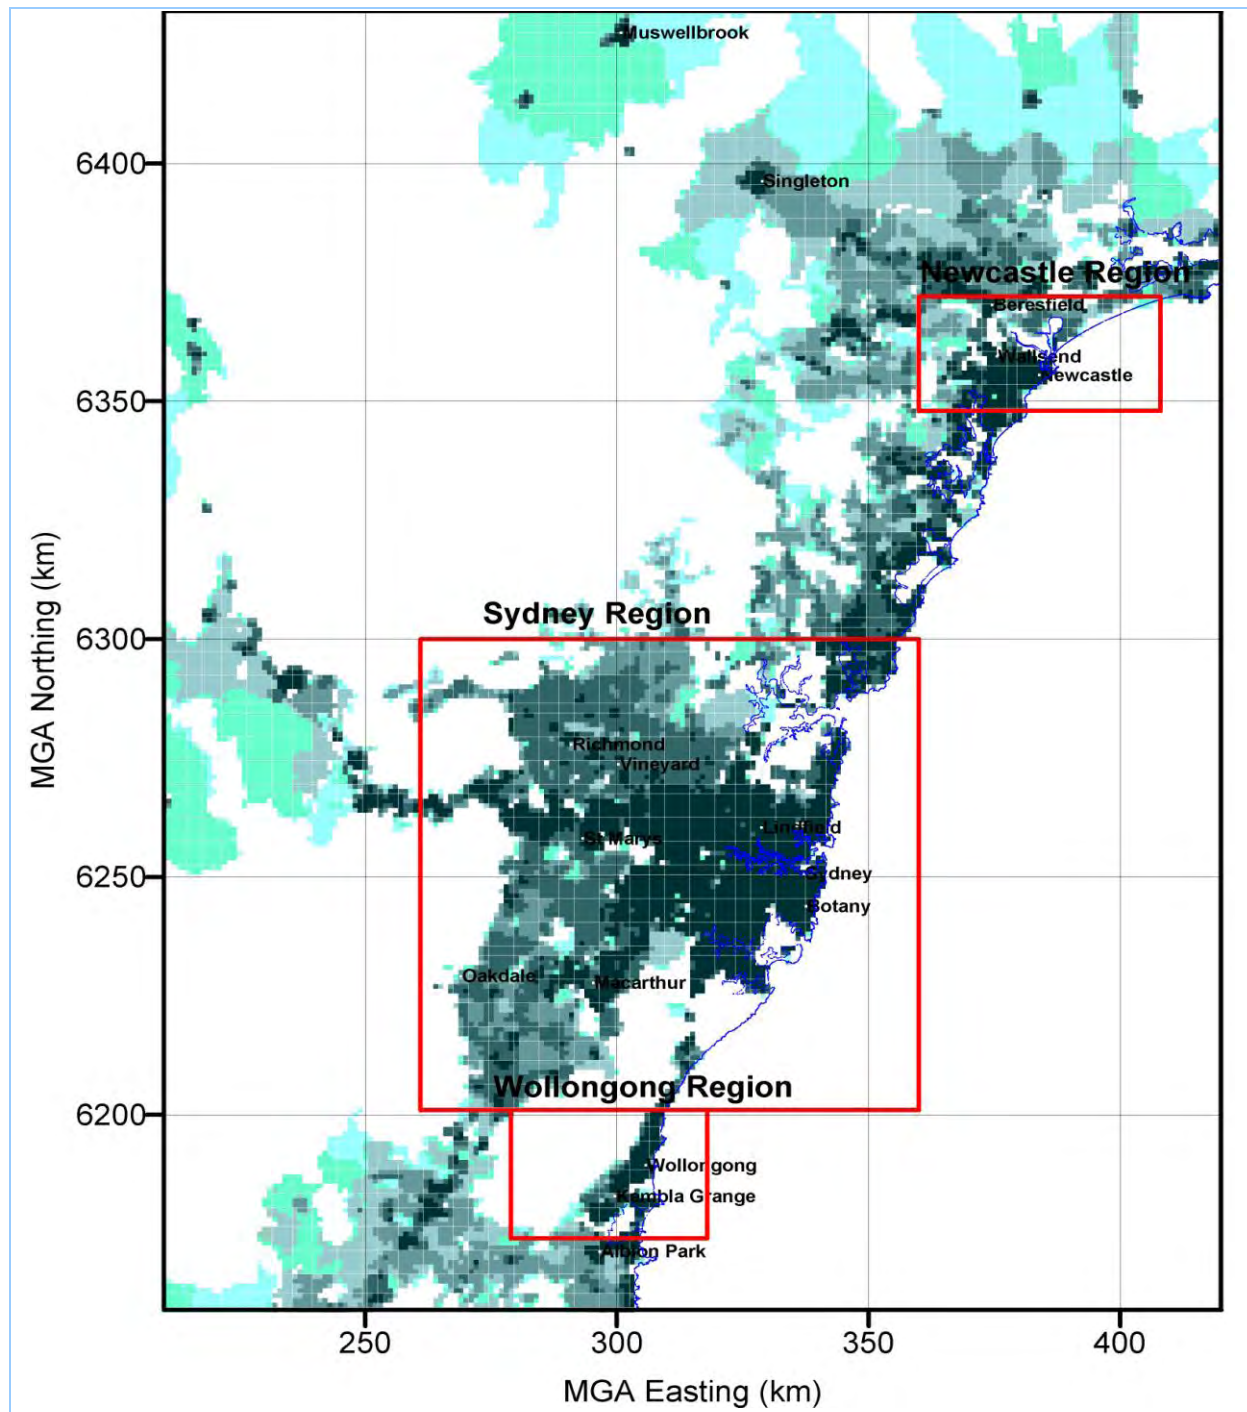 Muswellbrook
6400
Singleton
Newcastle Region
Beresfield
Wallsend
Newcastle
6350
MGA Northing (km)
Sydney Region
6300
Richmond
Vineyard
Lindfield
St Marys
6250
Sydney
Botany
Oakdale
Macarthur
Wollongong Region
6200
Wollongong
Kembla Grange
Albion Park
250
300
350
400
MGA Easting (km)